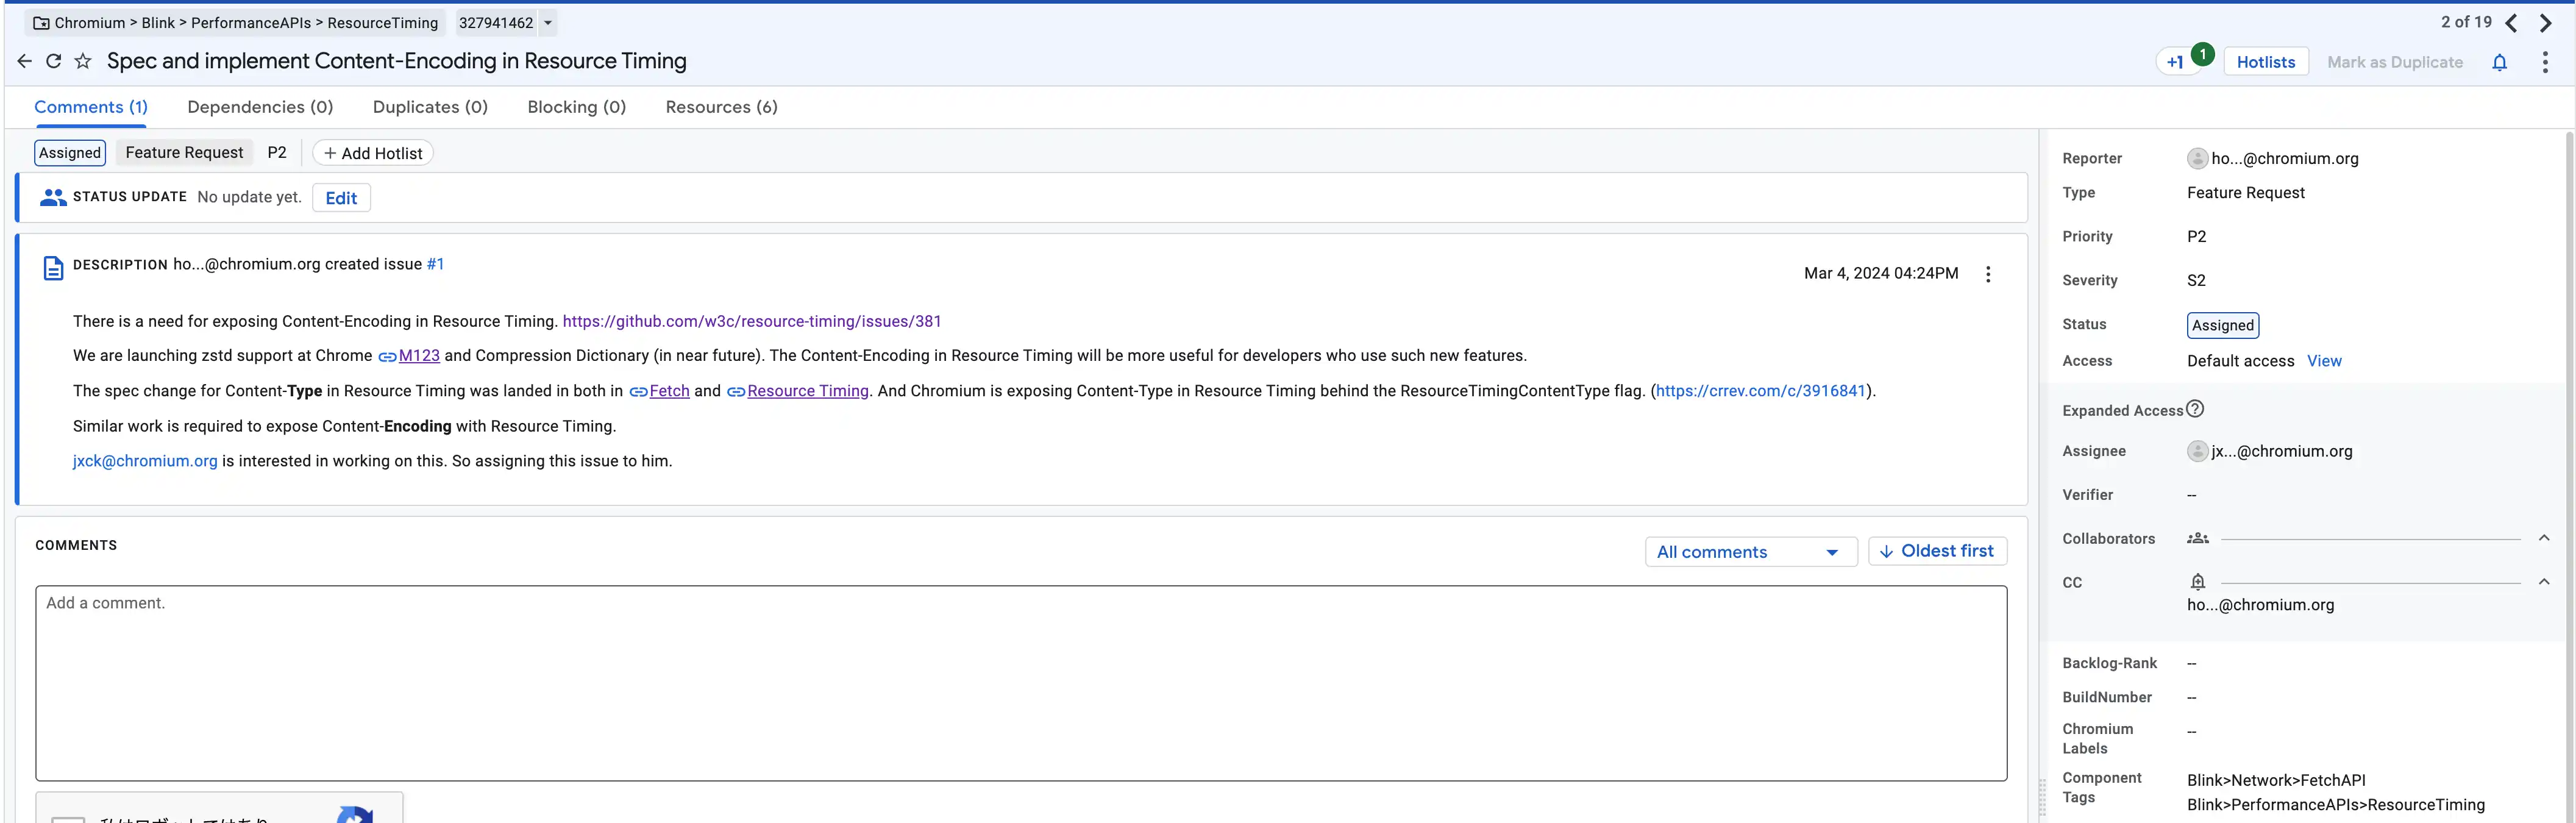 Chromium > Blink > PerformanceAPIs > ResourceTiming 327941462
2 of 19
Spec and implement Content-Encoding in Resource Timing
+1 1 Hotlists Mark as Duplicate
Comments (1) Dependencies (0) Duplicates (0) Blocking (0) Resources (6)
Assigned Feature Request P2 + Add Hotlist
STATUS UPDATE No update yet. Edit
DESCRIPTION ho...@chromium.org created issue #1
Mar 4, 2024 04:24PM
There is a need for exposing Content-Encoding in Resource Timing. https://github.com/w3c/resource-timing/issues/381
We are launching zstd support at Chrome M123 and Compression Dictionary (in near future). The Content-Encoding in Resource Timing will be more useful for developers who use such new features.
The spec change for Content-Type in Resource Timing was landed in both in Fetch and Resource Timing. And Chromium is exposing Content-Type in Resource Timing behind the ResourceTimingContentType flag. (https://crrev.com/c/3916841).
Similar work is required to expose Content-Encoding with Resource Timing.
jxck@chromium.org is interested in working on this. So assigning this issue to him.
COMMENTS
All comments Oldest first
Add a comment.
Reporter ho...@chromium.org
Type Feature Request
Priority P2
Severity S2
Status Assigned
Access Default access View
Expanded Access
Assignee jx...@chromium.org
Verifier --
Collaborators
CC
ho...@chromium.org
Backlog-Rank --
BuildNumber --
Chromium Labels --
Component Tags Blink>Network>FetchAPI
Blink>PerformanceAPIs>ResourceTiming